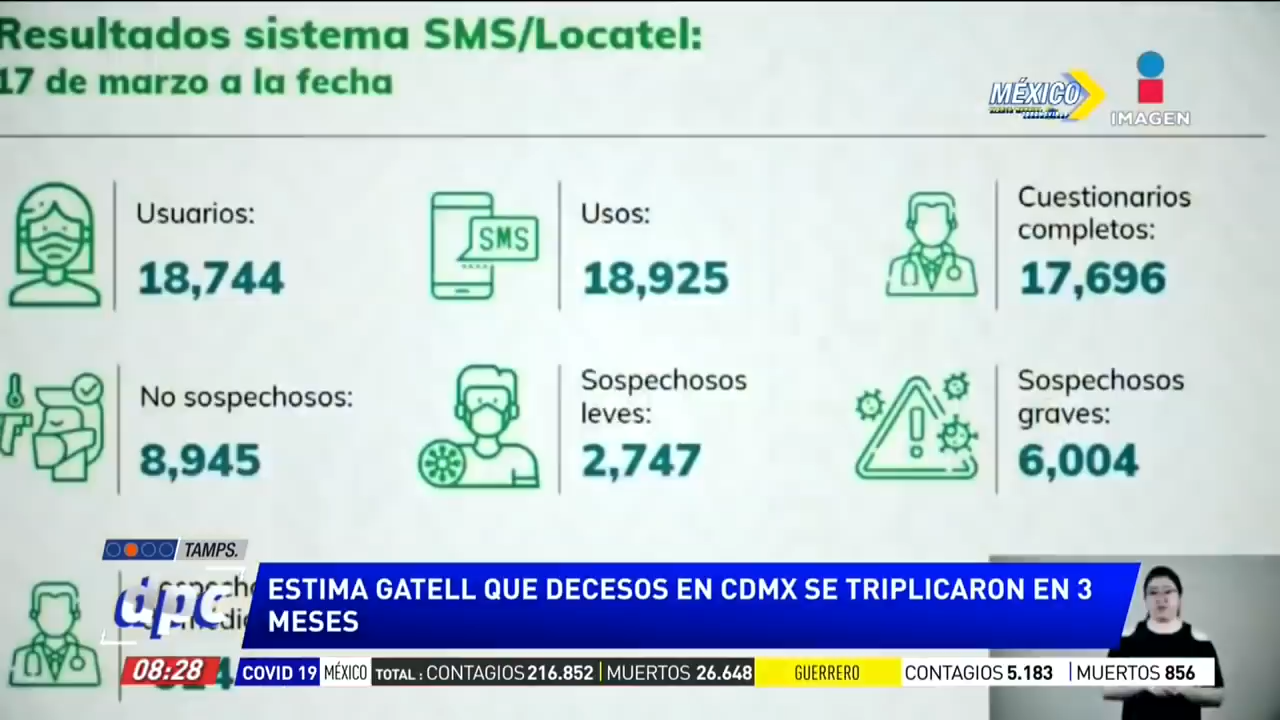 Resultados sistema SMS/Locatel:
17 de marzo a la fecha
MÉXICO
IMAGEN
Usuarios:
18,744
SMS
Usos:
18,925
Cuestionarios
completos:
17,696
No sospechosos:
8,945
Sospechosos
leves:
2,747
Sospechosos
graves:
6,004
TAMPS.
dpc
ESTIMA GATELL QUE DECESOS EN CDMX SE TRIPLICARON EN 3
MESES
08:28
COVID 19 MÉXICO TOTAL : CONTAGIOS 216.852 MUERTOS 26.648 GUERRERO CONTAGIOS 5.183 MUERTOS 856